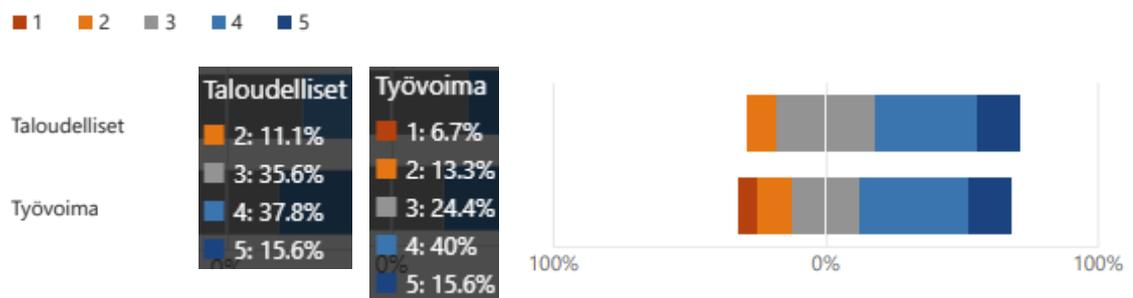 1 2 3 4 5
Taloudelliset
2: 11.1%
3: 35.6%
4: 37.8%
5: 15.6%
0%
Työvoima
1: 6.7%
2: 13.3%
3: 24.4%
4: 40%
0%
5: 15.6%
Taloudelliset
Työvoima
100% 0% 100%